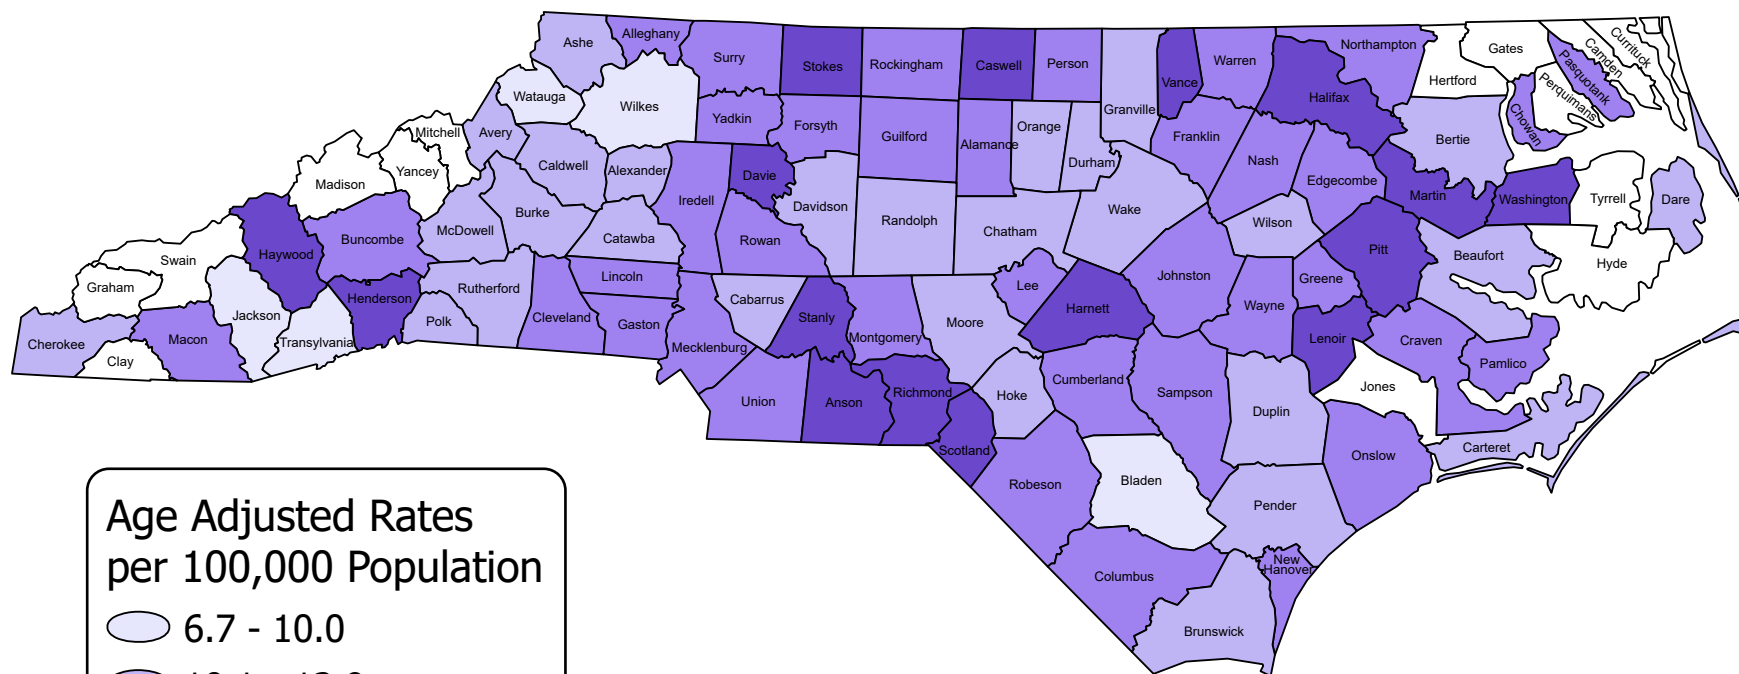 Ashe
Alleghany
Surry
Stokes
Rockingham
Caswell
Person
Granville
Vance
Warren
Northampton
Halifax
Hertford
Gates
Currituck
Camden
Pasquotank
Perquimans
Chowan
Bertie
Watauga
Wilkes
Yadkin
Forsyth
Guilford
Alamance
Orange
Durham
Franklin
Nash
Edgecombe
Martin
Washington
Tyrrell
Dare
Mitchell
Avery
Yancey
Madison
Caldwell
Alexander
Davie
Iredell
Davidson
Randolph
Chatham
Wake
Wilson
Pitt
Beaufort
Hyde
Burke
McDowell
Buncombe
Haywood
Swain
Graham
Catawba
Rowan
Lincoln
Rutherford
Henderson
Polk
Cleveland
Gaston
Cabarrus
Stanly
Montgomery
Moore
Lee
Harnett
Johnston
Wayne
Greene
Lenoir
Craven
Pamlico
Jones
Cherokee
Clay
Macon
Jackson
Transylvania
Mecklenburg
Union
Anson
Richmond
Scotland
Hoke
Cumberland
Sampson
Duplin
Onslow
Carteret
Robeson
Bladen
Pender
Columbus
New
Hanover
Brunswick
Age Adjusted Rates
per 100,000 Population
6.7 - 10.0